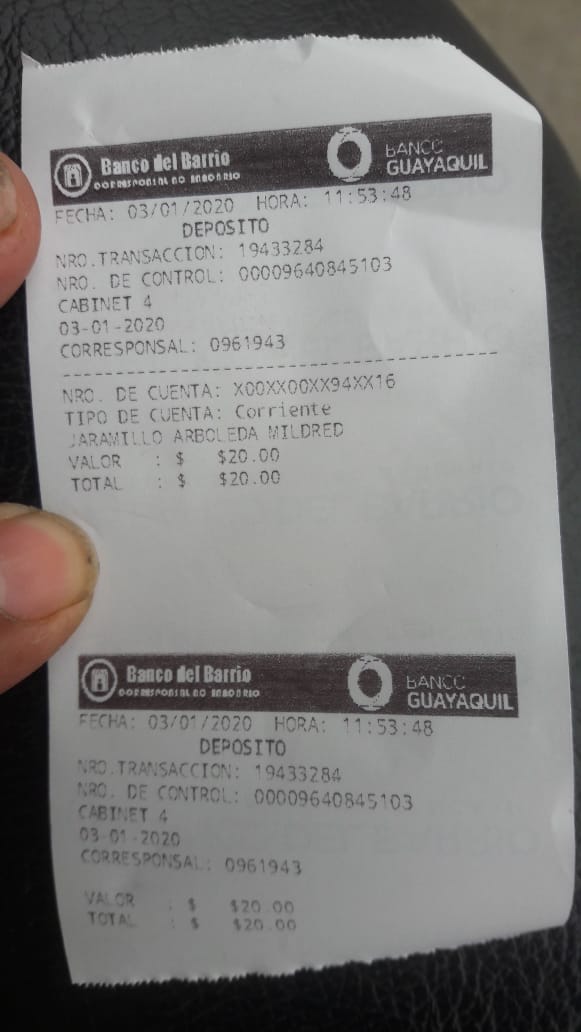 Banco del Barrio
CORRESPONSAL NO BANCARIO
BANCO
GUAYAQUIL
FECHA: 03/01/2020 HORA: 11:53:48
DEPOSITO
NRO.TRANSACCION: 19433284
NRO. DE CONTROL: 00009640845103
CABINET 4
03-01-2020
CORRESPONSAL: 0961943
NRO. DE CUENTA: X00XX00XX94XX16
TIPO DE CUENTA: Corriente
JARAMILLO ARBOLEDA MILDRED
VALOR : $ $20.00
TOTAL : $ $20.00
Banco del Barrio
CORRESPONSAL NO BANCARIO
BANCO
GUAYAQUIL
FECHA: 03/01/2020 HORA: 11:53:48
DEPOSITO
NRO.TRANSACCION: 19433284
NRO. DE CONTROL: 00009640845103
CABINET 4
03-01-2020
CORRESPONSAL: 0961943
VALOR : $ $20.00
TOTAL : $ $20.00